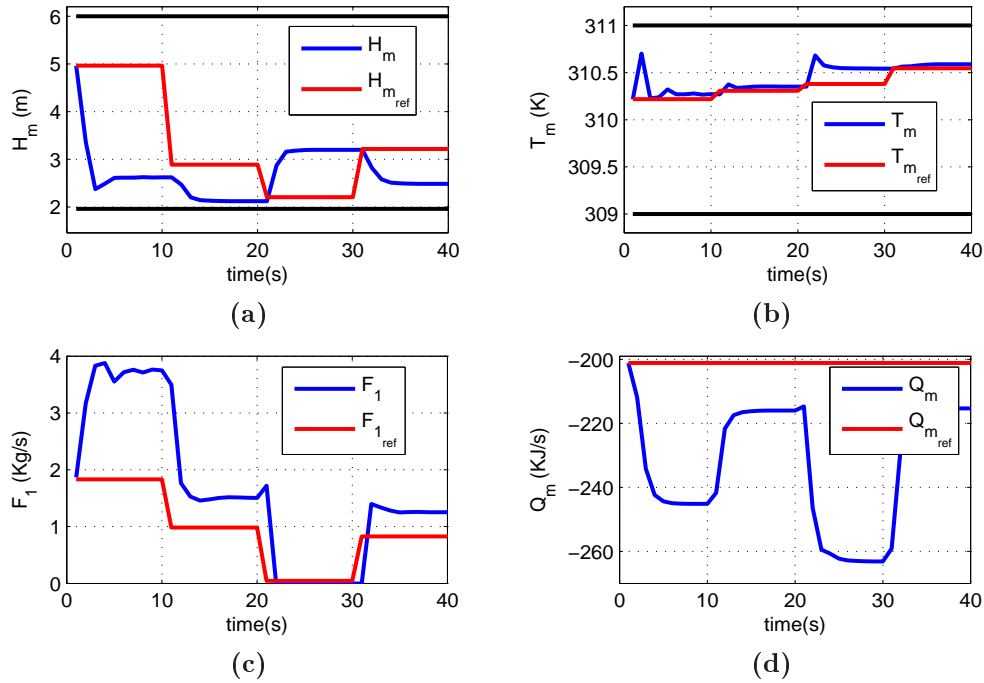 6
5
4
3
2
H_m (m)
0 10 20 30 40
time(s)
H_m
H_m_ref
(a)
311
310.5
310
309.5
309
T_m (K)
0 10 20 30 40
time(s)
T_m
T_m_ref
(b)
4
3
2
1
0
F_1 (Kg/s)
0 10 20 30 40
time(s)
F_1
F_1_ref
(c)
−200
−220
−240
−260
Q_m (KJ/s)
0 10 20 30 40
time(s)
Q_m
Q_m_ref
(d)